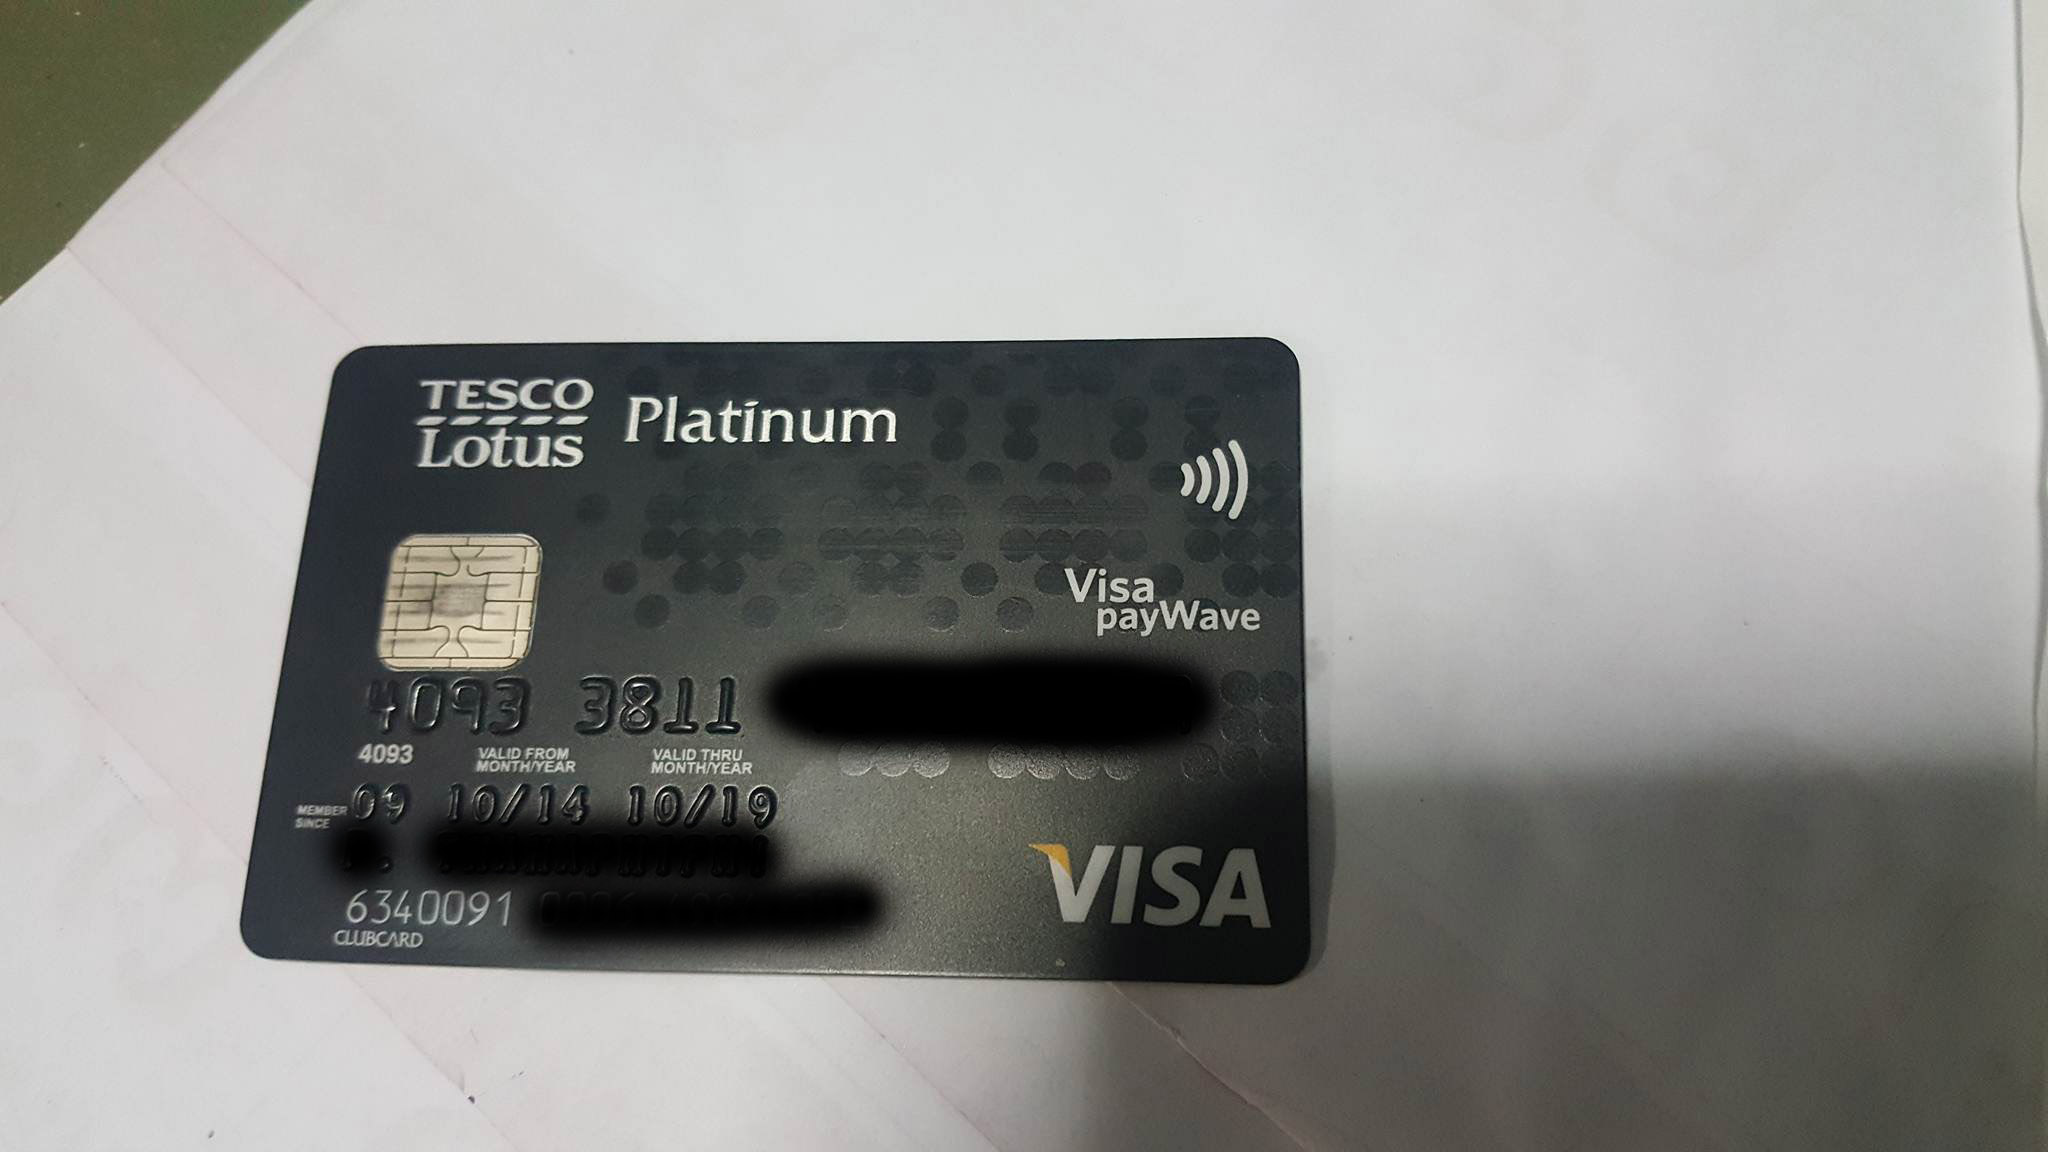 TESCO
Lotus
Platinum
Visa
payWave
4093 3811
4093
VALID FROM
MONTH/YEAR
VALID THRU
MONTH/YEAR
MEMBER
SINCE
09 10/14 10/19
6340091
CLUBCARD
VISA